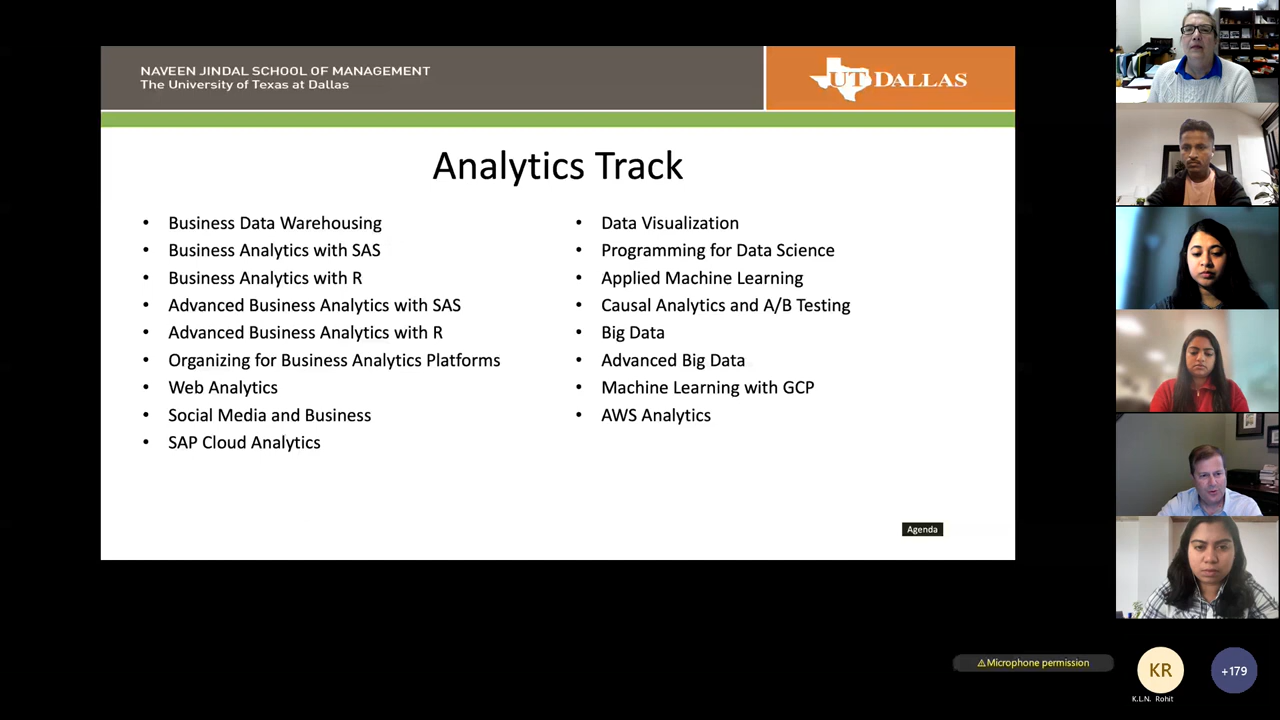 NAVEEN JINDAL SCHOOL OF MANAGEMENT
The University of Texas at Dallas
UT DALLAS
Analytics Track
• Business Data Warehousing
• Business Analytics with SAS
• Business Analytics with R
• Advanced Business Analytics with SAS
• Advanced Business Analytics with R
• Organizing for Business Analytics Platforms
• Web Analytics
• Social Media and Business
• SAP Cloud Analytics
• Data Visualization
• Programming for Data Science
• Applied Machine Learning
• Causal Analytics and A/B Testing
• Big Data
• Advanced Big Data
• Machine Learning with GCP
• AWS Analytics
Agenda
⚠Microphone permission
KR
K.L.N. Rohit
+179